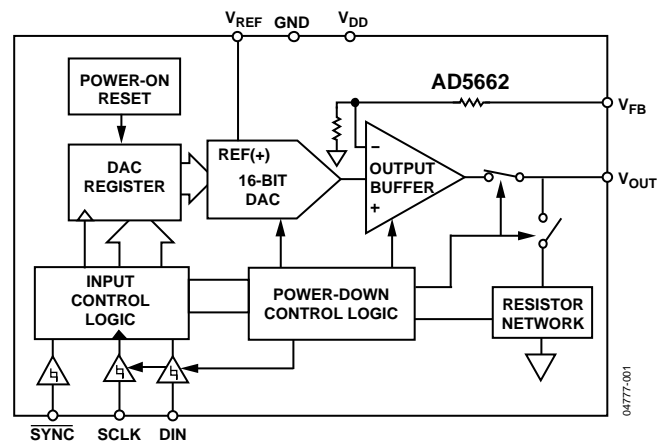 VREF GND VDD
POWER-ON
RESET
AD5662
VFB
DAC
REGISTER
REF(+)
16-BIT
DAC
–
OUTPUT
BUFFER
+
VOUT
INPUT
CONTROL
LOGIC
POWER-DOWN
CONTROL LOGIC
RESISTOR
NETWORK
SYNC SCLK DIN
04777-001